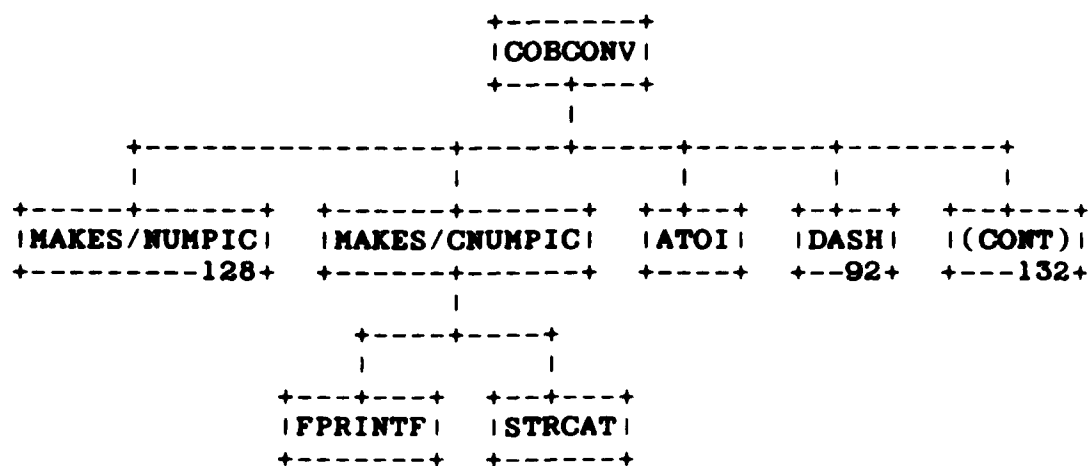 COBCONV
MAKES/NUMPIC MAKES/CNUMPIC ATOI DASH (CONT)
128 92 132
FPRINTF STRCAT